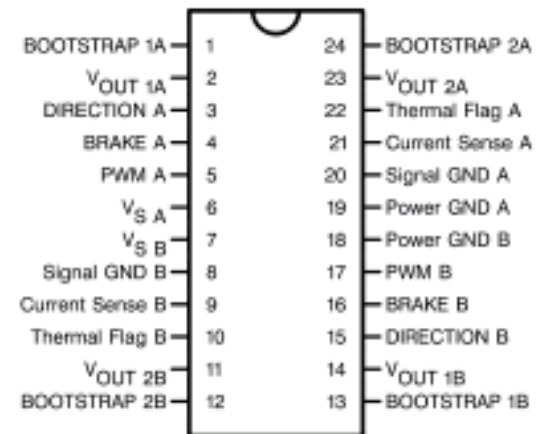 BOOTSTRAP 1A 1 24 BOOTSTRAP 2A
VOUT 1A 2 23 VOUT 2A
DIRECTION A 3 22 Thermal Flag A
BRAKE A 4 21 Current Sense A
PWM A 5 20 Signal GND A
VS A 6 19 Power GND A
VS B 7 18 Power GND B
Signal GND B 8 17 PWM B
Current Sense B 9 16 BRAKE B
Thermal Flag B 10 15 DIRECTION B
VOUT 2B 11 14 VOUT 1B
BOOTSTRAP 2B 12 13 BOOTSTRAP 1B